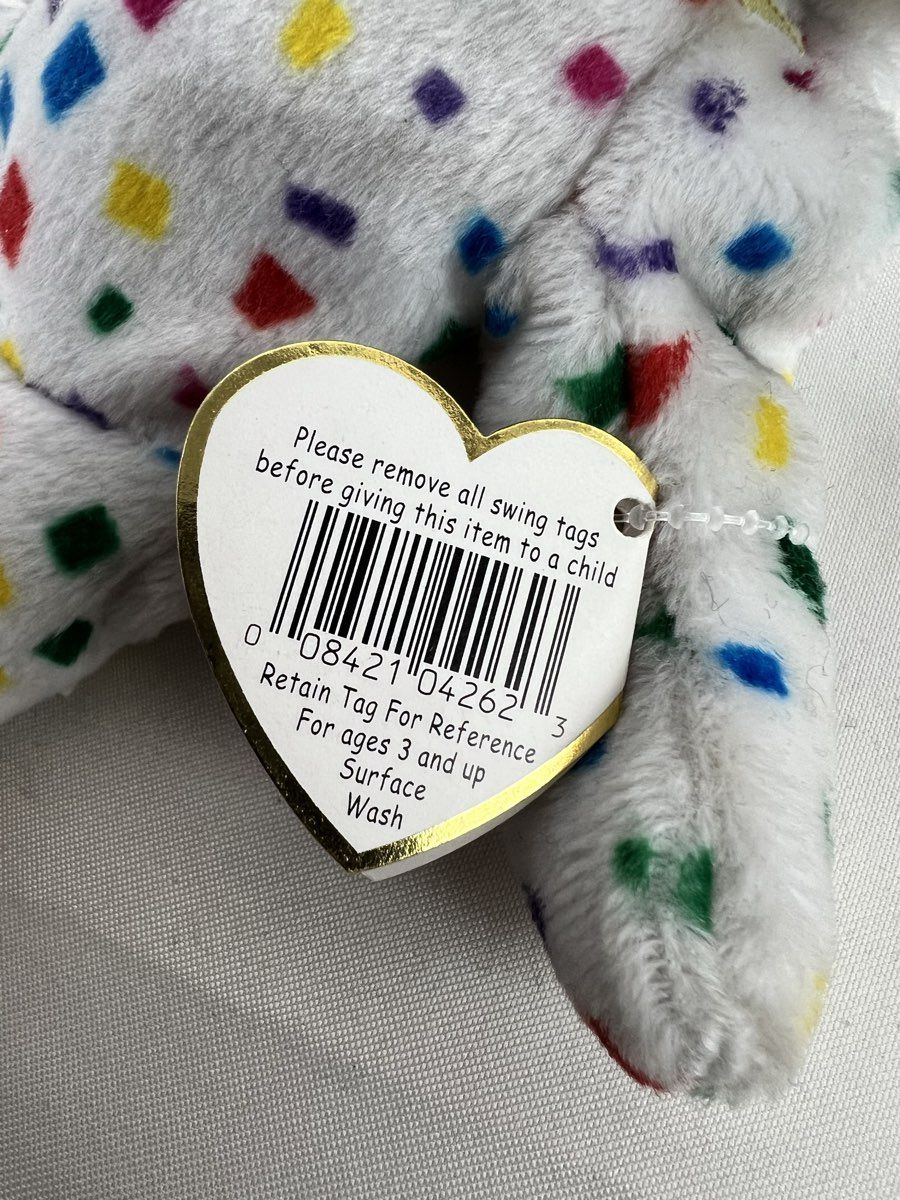 Please remove all swing tags
before giving this item to a child
0 08421 04262 3
Retain Tag For Reference
For ages 3 and up
Surface
Wash